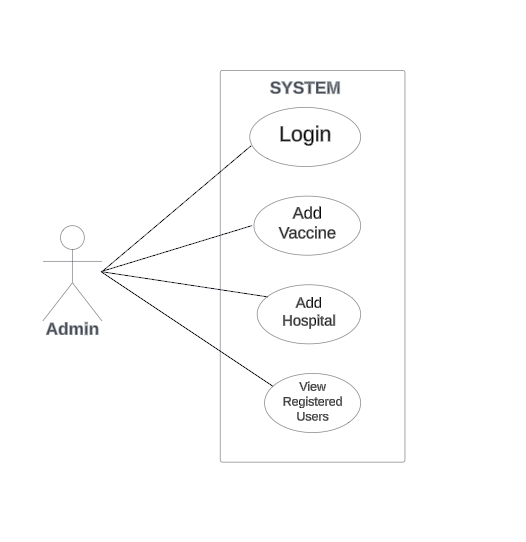 SYSTEM
Login
Add
Vaccine
Add
Hospital
Admin
View
Registered
Users